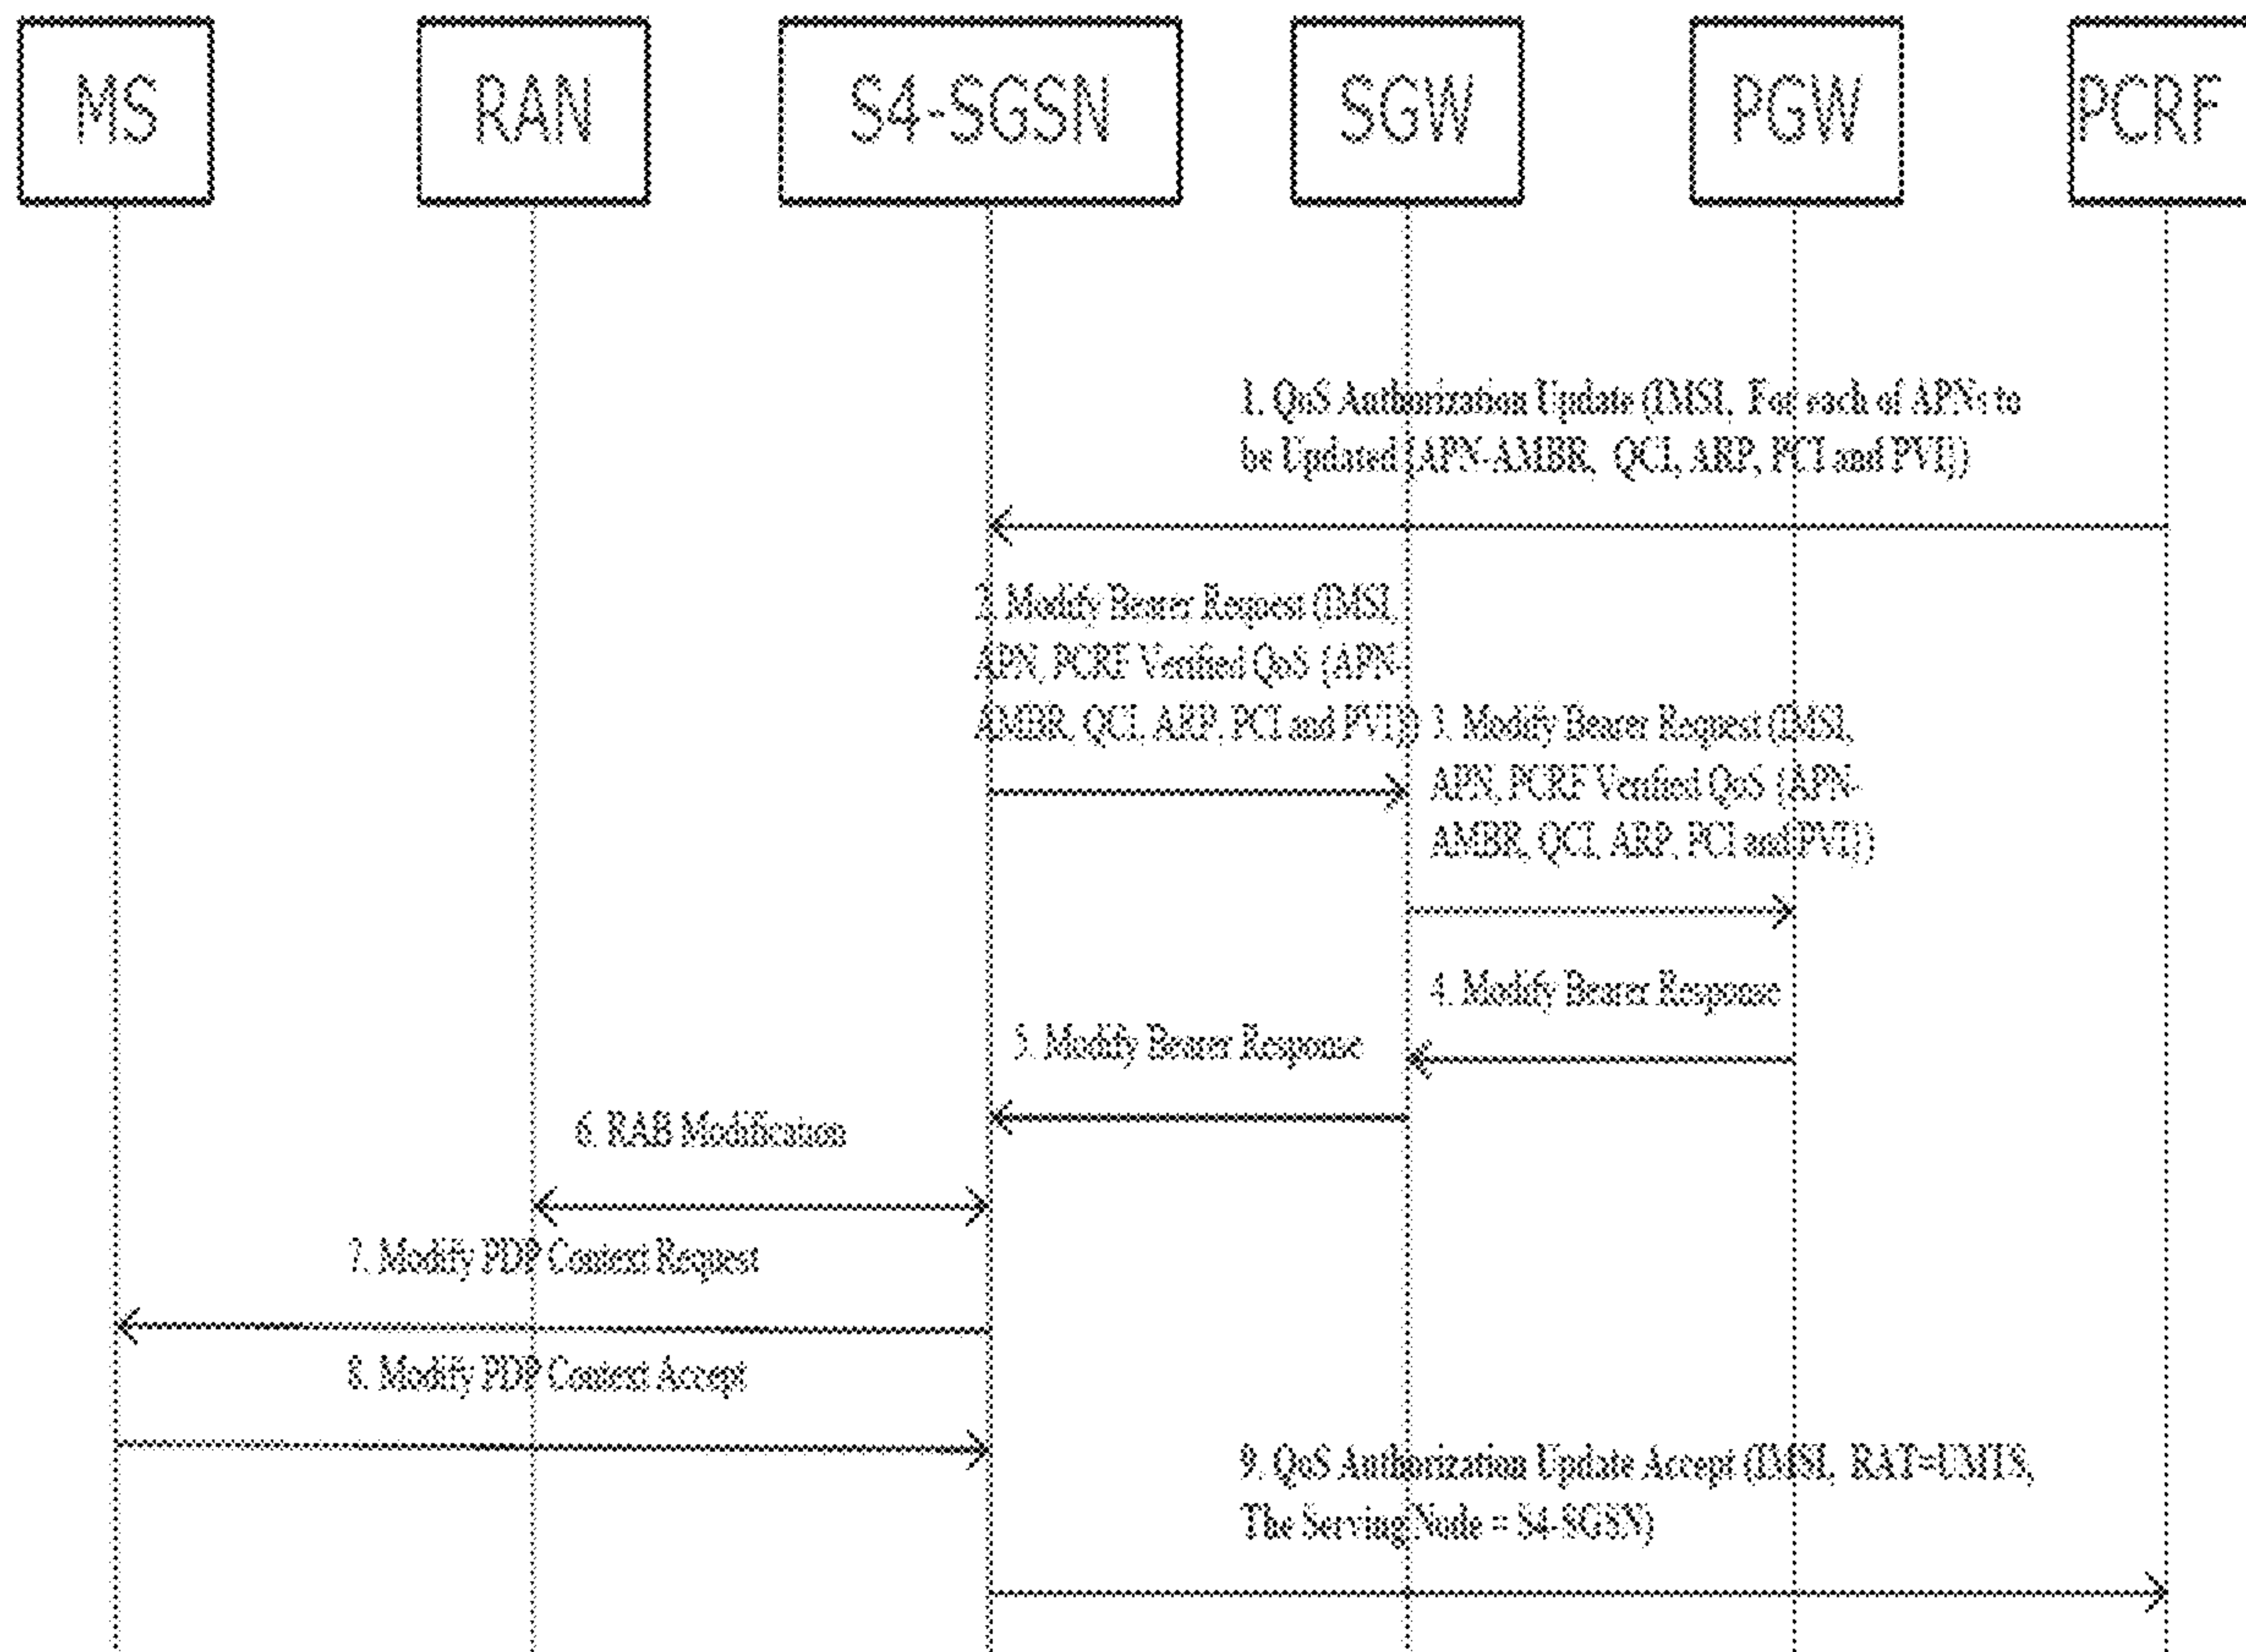 MS
RAN
S4-SGSN
SGW
PGW
PCRF
1. QoS Authorization Update (IMSI, For each of APNs to
be Updated {APN-AMBR, QCI, ARP, PCI and PVI})
2. Modify Bearer Request (IMSI,
APN, PCRF Verified QoS {APN-
AMBR, QCI, ARP, PCI and PVI})
3. Modify Bearer Request (IMSI,
APN, PCRF Verified QoS {APN-
AMBR, QCI, ARP, PCI and PVI})
4. Modify Bearer Response
5. Modify Bearer Response
6. RAB Modification
7. Modify PDP Context Request
8. Modify PDP Context Accept
9. QoS Authorization Update Accept (IMSI, RAT=UMTS,
The Serving Node = S4-SGSN)